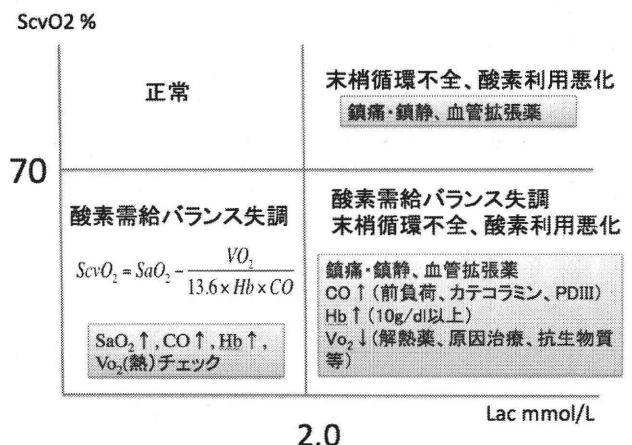 ScvO2 %
正常
末梢循環不全、酸素利用悪化
鎮痛・鎮静、血管拡張薬
70
酸素需給バランス失調
ScvO₂ = SaO₂ − VO₂ / (13.6 × Hb × CO)
SaO₂↑, CO↑, Hb↑,
Vo₂(熱)チェック
酸素需給バランス失調
末梢循環不全、酸素利用悪化
鎮痛・鎮静、血管拡張薬
CO↑(前負荷、カテコラミン、PDIII)
Hb↑(10g/dl以上)
Vo₂↓(解熱薬、原因治療、抗生物質
等)
Lac mmol/L
2.0